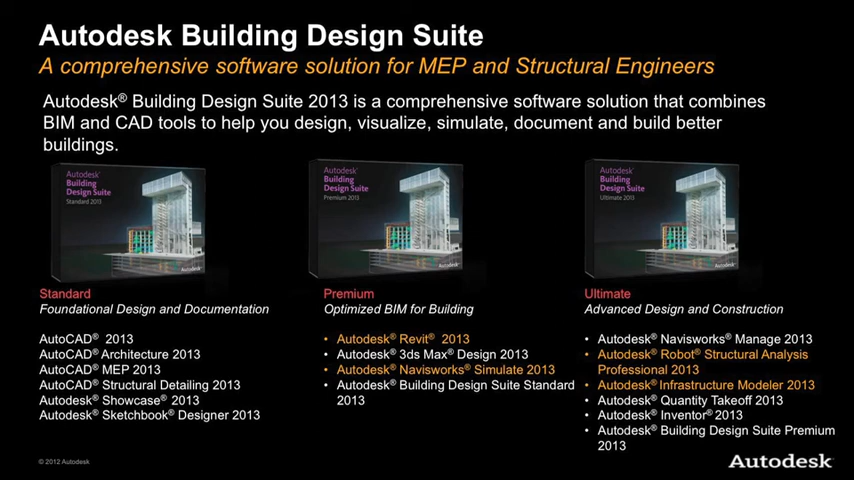 Autodesk Building Design Suite
A comprehensive software solution for MEP and Structural Engineers
Autodesk® Building Design Suite 2013 is a comprehensive software solution that combines
BIM and CAD tools to help you design, visualize, simulate, document and build better
buildings.
Autodesk®
Building
Design Suite
Standard 2013
Autodesk
Autodesk®
Building
Design Suite
Premium 2013
Autodesk
Autodesk®
Building
Design Suite
Ultimate 2013
Autodesk
Standard
Foundational Design and Documentation
AutoCAD® 2013
AutoCAD® Architecture 2013
AutoCAD® MEP 2013
AutoCAD® Structural Detailing 2013
Autodesk® Showcase® 2013
Autodesk® Sketchbook® Designer 2013
Premium
Optimized BIM for Building
• Autodesk® Revit® 2013
• Autodesk® 3ds Max® Design 2013
• Autodesk® Navisworks® Simulate 2013
• Autodesk® Building Design Suite Standard
2013
Ultimate
Advanced Design and Construction
• Autodesk® Navisworks® Manage 2013
• Autodesk® Robot® Structural Analysis
Professional 2013
• Autodesk® Infrastructure Modeler 2013
• Autodesk® Quantity Takeoff 2013
• Autodesk® Inventor® 2013
• Autodesk® Building Design Suite Premium
2013
© 2012 Autodesk
Autodesk